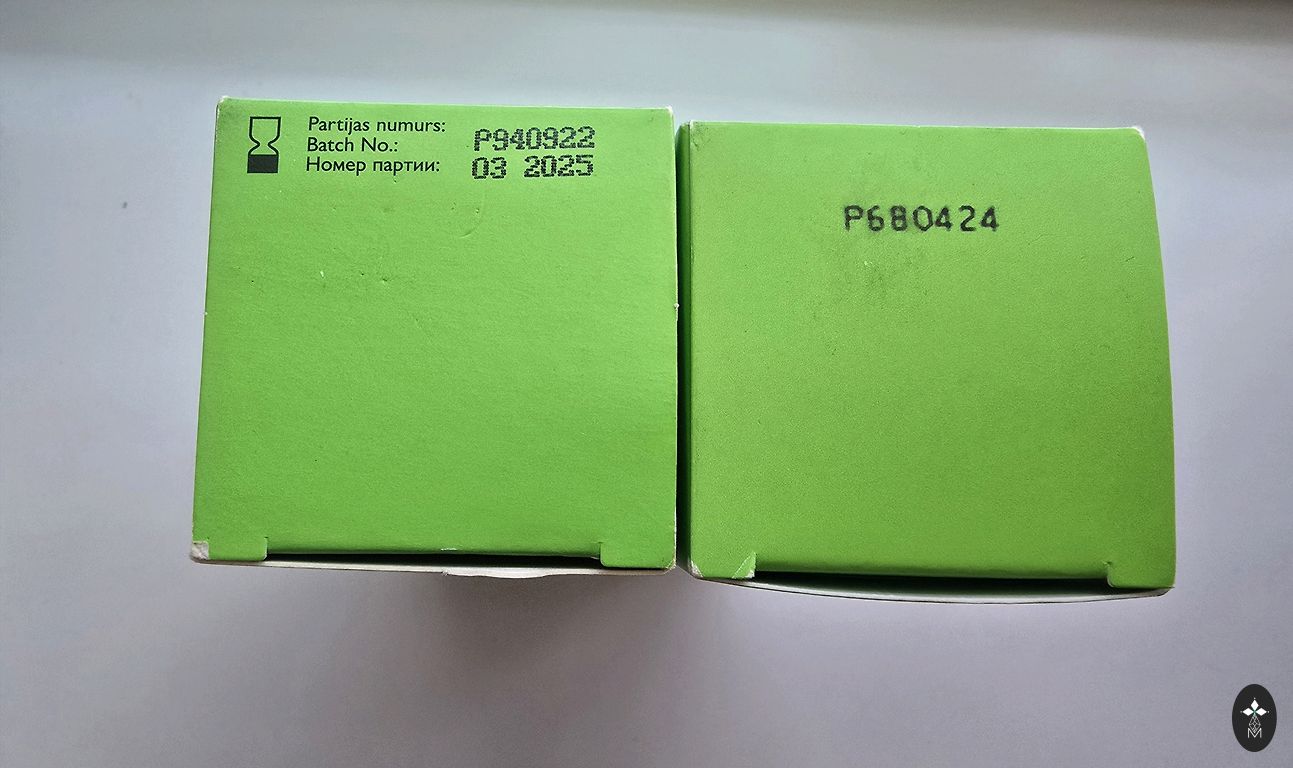 Partijas numurs:
Batch No.:
Номер партии:
P940922
03 2025
P680424
M